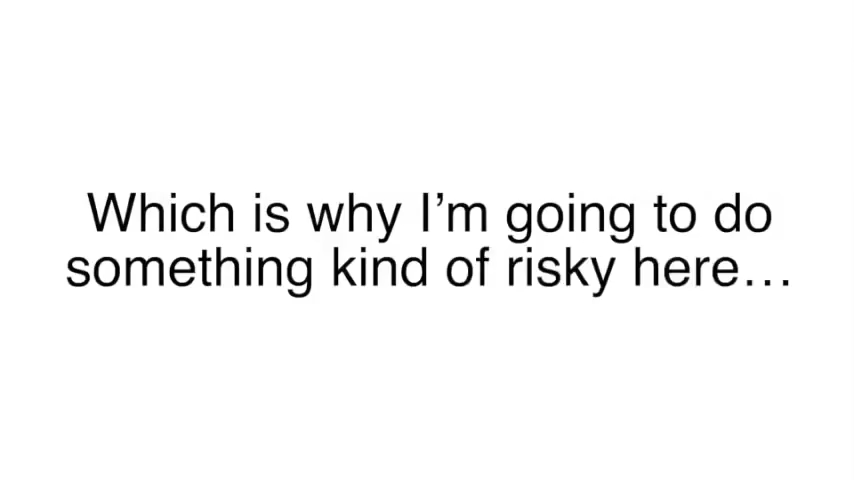 Which is why I’m going to do
something kind of risky here…